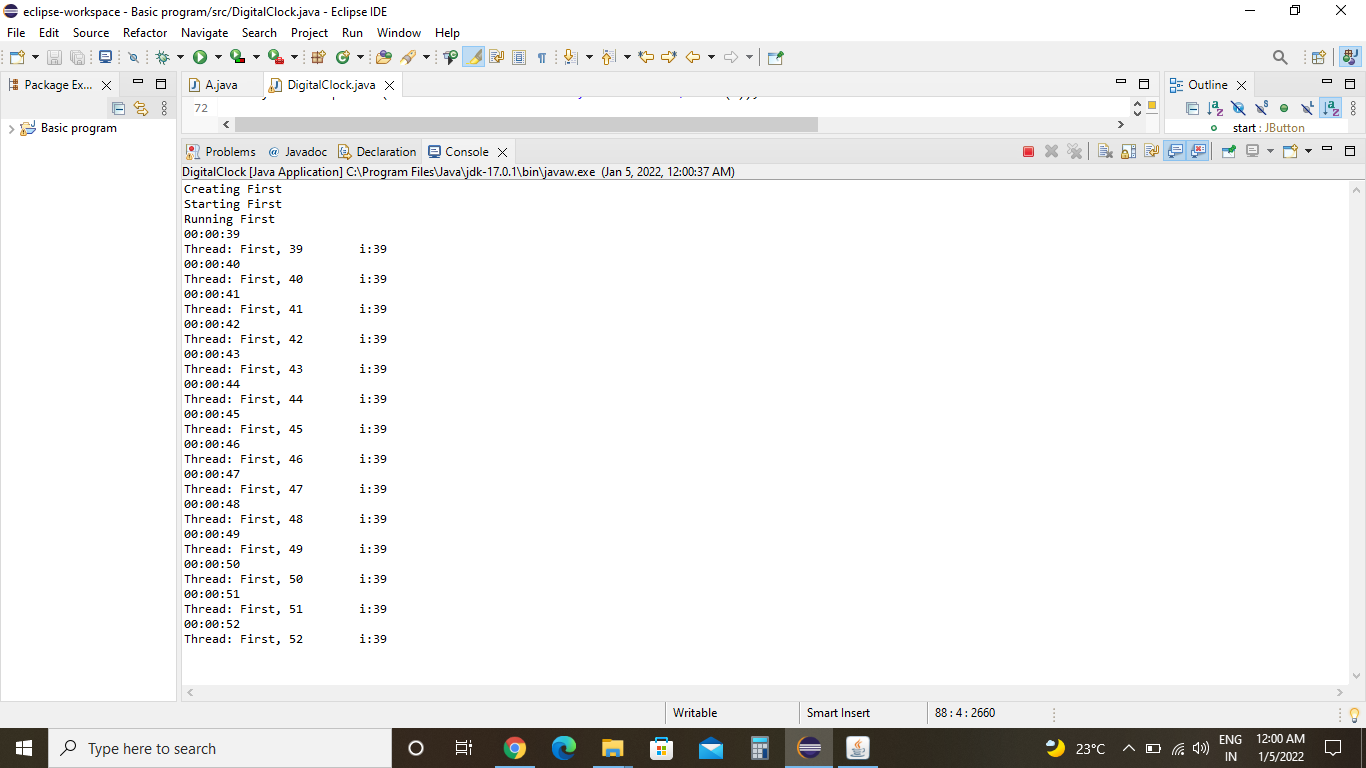 eclipse-workspace - Basic program/src/DigitalClock.java - Eclipse IDE
File Edit Source Refactor Navigate Search Project Run Window Help
Package Ex...
A.java
DigitalClock.java
Outline
72
Basic program
start : JButton
Problems
Javadoc
Declaration
Console
DigitalClock [Java Application] C:\Program Files\Java\jdk-17.0.1\bin\javaw.exe (Jan 5, 2022, 12:00:37 AM)
Creating First
Starting First
Running First
00:00:39
Thread: First, 39 i:39
00:00:40
Thread: First, 40 i:39
00:00:41
Thread: First, 41 i:39
00:00:42
Thread: First, 42 i:39
00:00:43
Thread: First, 43 i:39
00:00:44
Thread: First, 44 i:39
00:00:45
Thread: First, 45 i:39
00:00:46
Thread: First, 46 i:39
00:00:47
Thread: First, 47 i:39
00:00:48
Thread: First, 48 i:39
00:00:49
Thread: First, 49 i:39
00:00:50
Thread: First, 50 i:39
00:00:51
Thread: First, 51 i:39
00:00:52
Thread: First, 52 i:39
Writable
Smart Insert
88 : 4 : 2660
Type here to search
23°C
ENG
IN
12:00 AM
1/5/2022